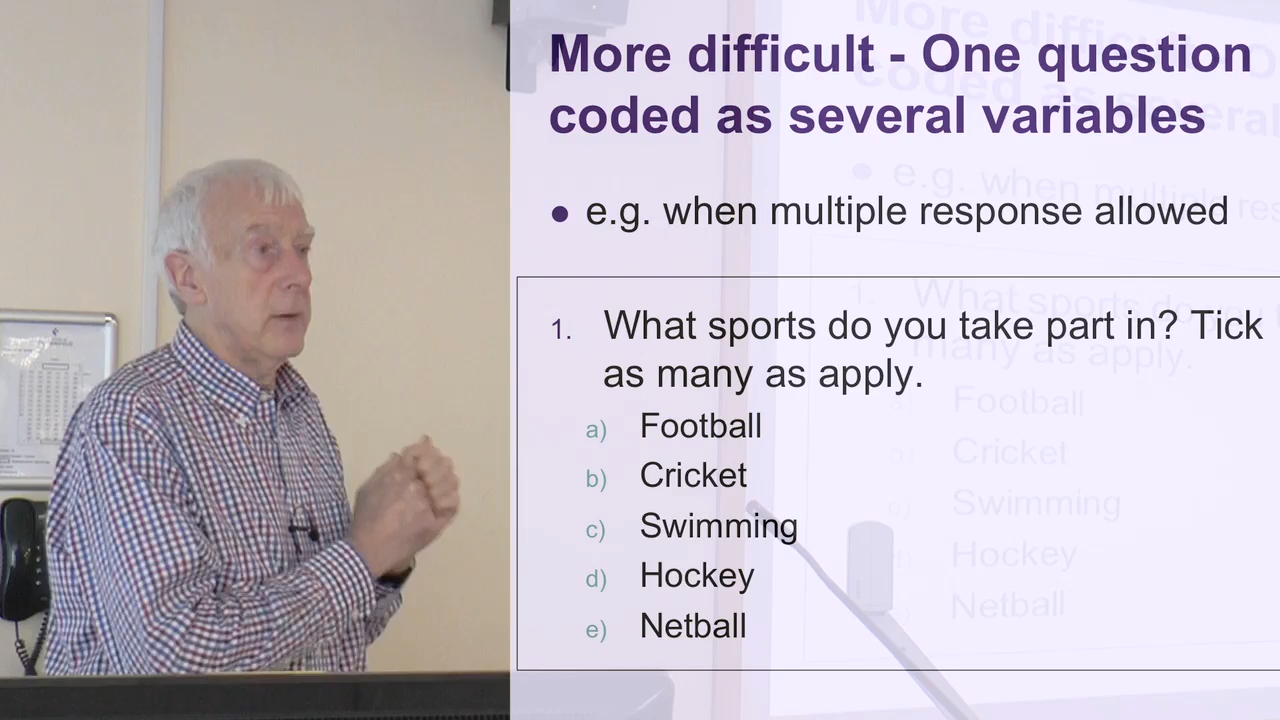 More difficult - One question
coded as several variables
● e.g. when multiple response allowed
1. What sports do you take part in? Tick
as many as apply.
a) Football
b) Cricket
c) Swimming
d) Hockey
e) Netball